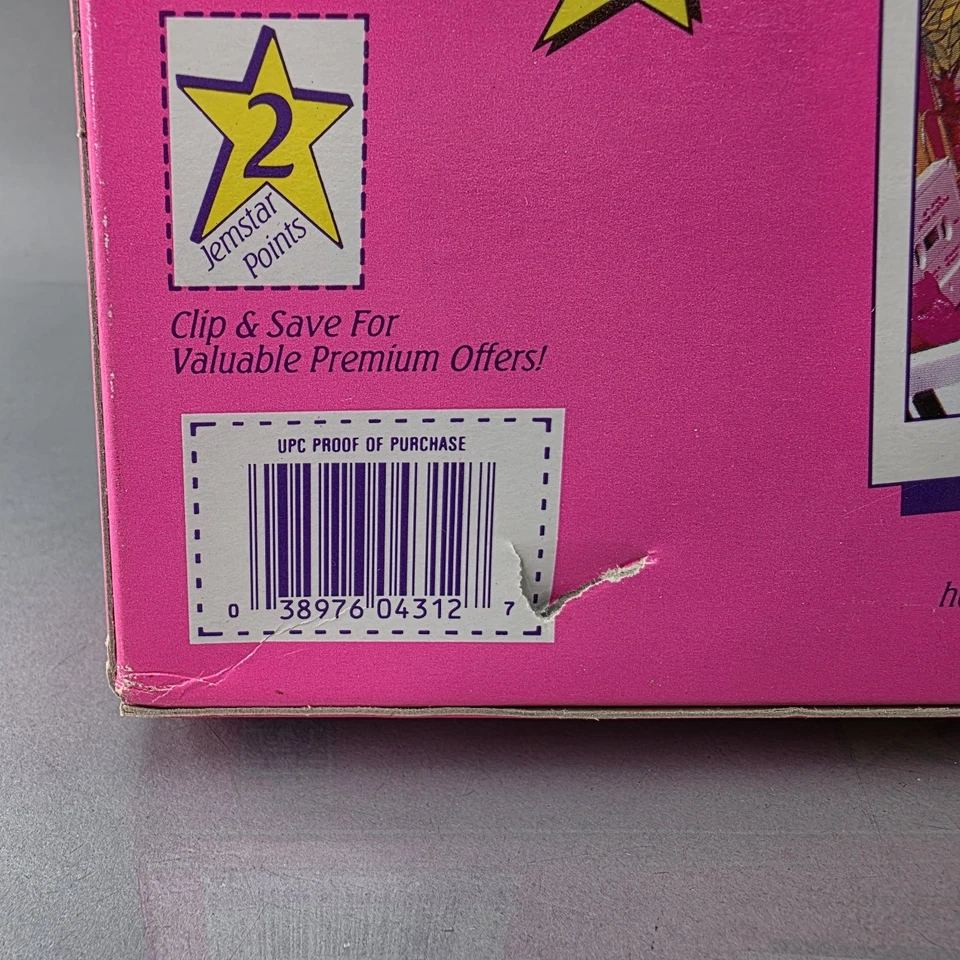 2
Jemstar
Points
Clip & Save For
Valuable Premium Offers!
UPC PROOF OF PURCHASE
0 38976 04312 7